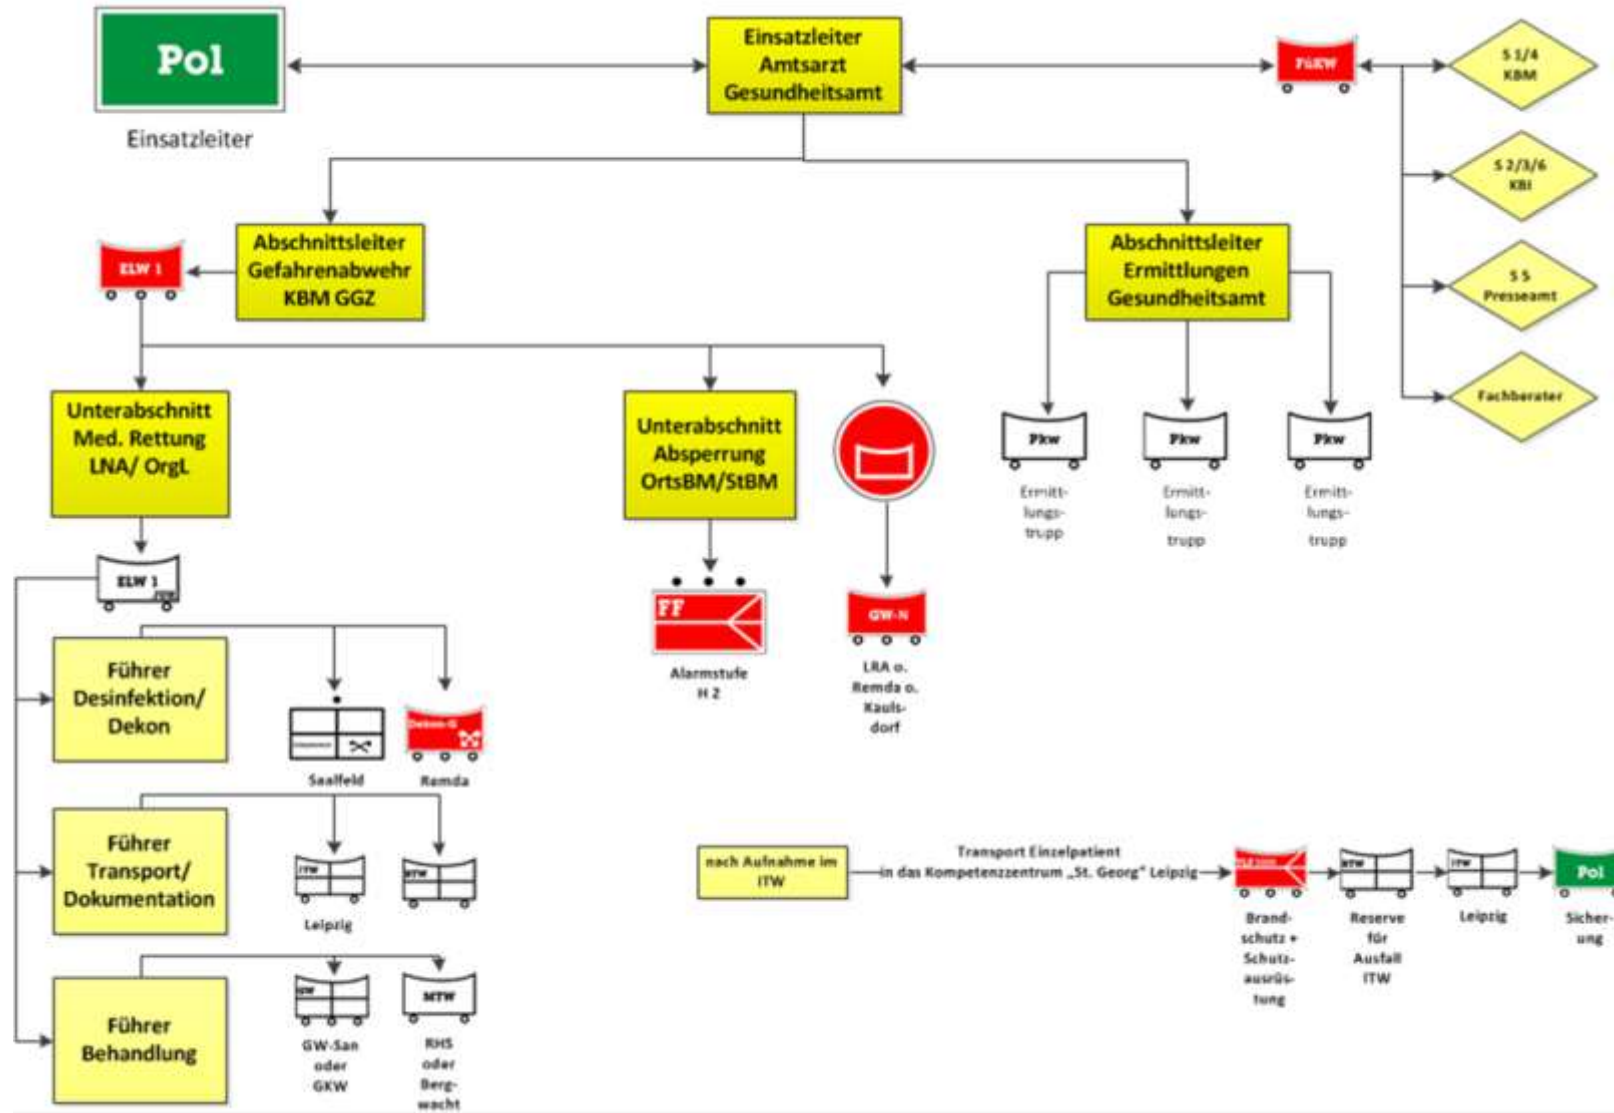 Pol
Einsatzleiter
Einsatzleiter
Amtsarzt
Gesundheitsamt
FüKW
S 1/4
KBM
S 2/3/6
KBI
S 5
Presseamt
Fachberater
ELW 1
Abschnittsleiter
Gefahrenabwehr
KBM GGZ
Abschnittsleiter
Ermittlungen
Gesundheitsamt
Pkw
Ermitt-
lungs-
trupp
Pkw
Ermitt-
lungs-
trupp
Pkw
Ermitt-
lungs-
trupp
Unterabschnitt
Med. Rettung
LNA/ OrgL
Unterabschnitt
Absperrung
OrtsBM/StBM
ELW 1
FF
Alarmstufe
H 2
GW-N
LRA o.
Remda o.
Kauls-
dorf
Führer
Desinfektion/
Dekon
Saalfeld
Dekon-G
Remda
Führer
Transport/
Dokumentation
ITW
Leipzig
RTW
Führer
Behandlung
GW
GW-San
oder
GKW
MTW
RHS
oder
Berg-
wacht
nach Aufnahme im
ITW
Transport Einzelpatient
in das Kompetenzzentrum „St. Georg“ Leipzig
Brand-
schutz +
Schutz-
ausrüs-
tung
RTW
Reserve
für
Ausfall
ITW
ITW
Leipzig
Pol
Sicher-
ung